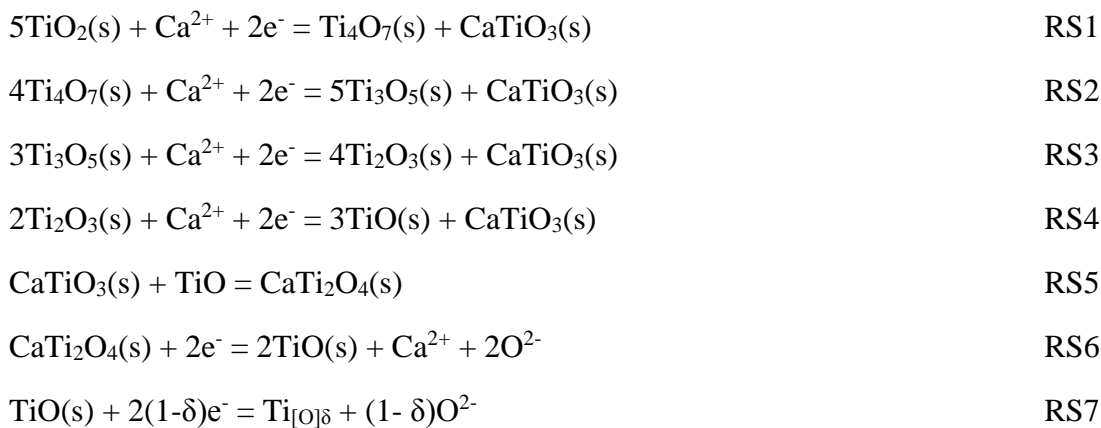 5TiO₂(s) + Ca²⁺ + 2e⁻ = Ti₄O₇(s) + CaTiO₃(s) RS1
4Ti₄O₇(s) + Ca²⁺ + 2e⁻ = 5Ti₃O₅(s) + CaTiO₃(s) RS2
3Ti₃O₅(s) + Ca²⁺ + 2e⁻ = 4Ti₂O₃(s) + CaTiO₃(s) RS3
2Ti₂O₃(s) + Ca²⁺ + 2e⁻ = 3TiO(s) + CaTiO₃(s) RS4
CaTiO₃(s) + TiO = CaTi₂O₄(s) RS5
CaTi₂O₄(s) + 2e⁻ = 2TiO(s) + Ca²⁺ + 2O²⁻ RS6
TiO(s) + 2(1-δ)e⁻ = Ti[O]δ + (1- δ)O²⁻ RS7